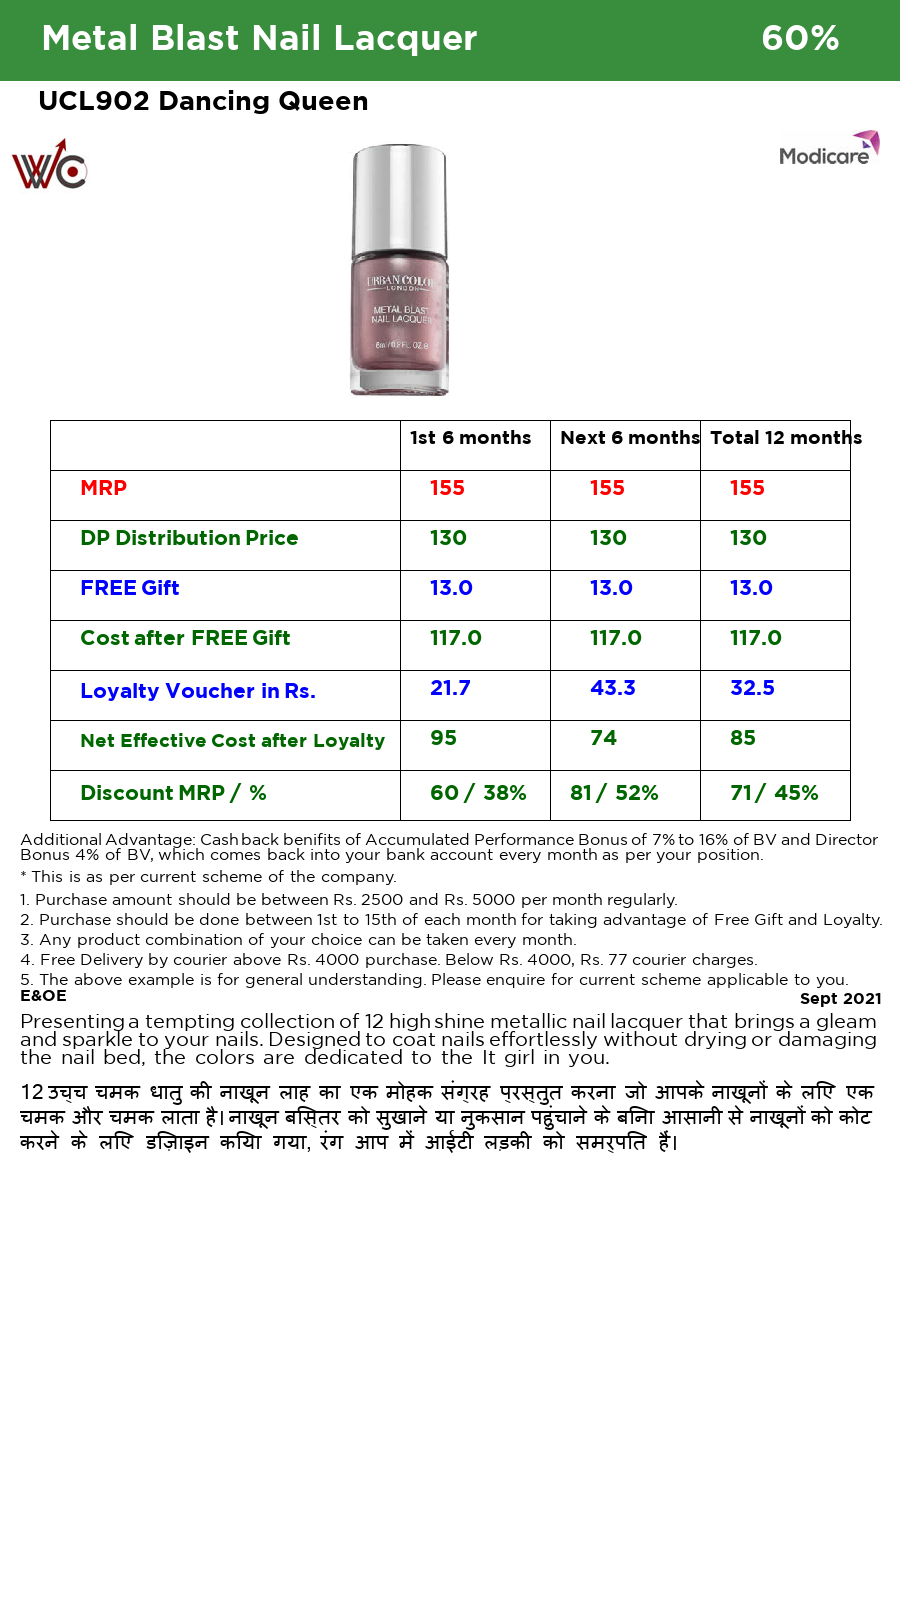 Metal Blast Nail Lacquer 60%
UCL902 Dancing Queen
WC
Modicare
URBAN COLO
LONDON
METAL BLAST
NAIL LACQUER
6ml/0.2 FL. OZ. ℮
1st 6 months Next 6 months Total 12 months
MRP 155 155 155
DP Distribution Price 130 130 130
FREE Gift 13.0 13.0 13.0
Cost after FREE Gift 117.0 117.0 117.0
Loyalty Voucher in Rs. 21.7 43.3 32.5
Net Effective Cost after Loyalty 95 74 85
Discount MRP / % 60 / 38% 81 / 52% 71 / 45%
Additional Advantage: Cashback benifits of Accumulated Performance Bonus of 7% to 16% of BV and Director
Bonus 4% of BV, which comes back into your bank account every month as per your position.
* This is as per current scheme of the company.
1. Purchase amount should be between Rs. 2500 and Rs. 5000 per month regularly.
2. Purchase should be done between 1st to 15th of each month for taking advantage of Free Gift and Loyalty.
3. Any product combination of your choice can be taken every month.
4. Free Delivery by courier above Rs. 4000 purchase. Below Rs. 4000, Rs. 77 courier charges.
5. The above example is for general understanding. Please enquire for current scheme applicable to you.
E&OE Sept 2021
Presenting a tempting collection of 12 high shine metallic nail lacquer that brings a gleam
and sparkle to your nails. Designed to coat nails effortlessly without drying or damaging
the nail bed, the colors are dedicated to the It girl in you.
12 उच्च चमक धातु की नाखून लाह का एक मोहक संग्रह प्रस्तुत करना जो आपके नाखूनों के लिए एक
चमक और चमक लाता है। नाखून बिस्तर को सुखाने या नुकसान पहुंचाने के बिना आसानी से नाखूनों को कोट
करने के लिए डिज़ाइन किया गया, रंग आप में आईटी लड़की को समर्पित हैं।